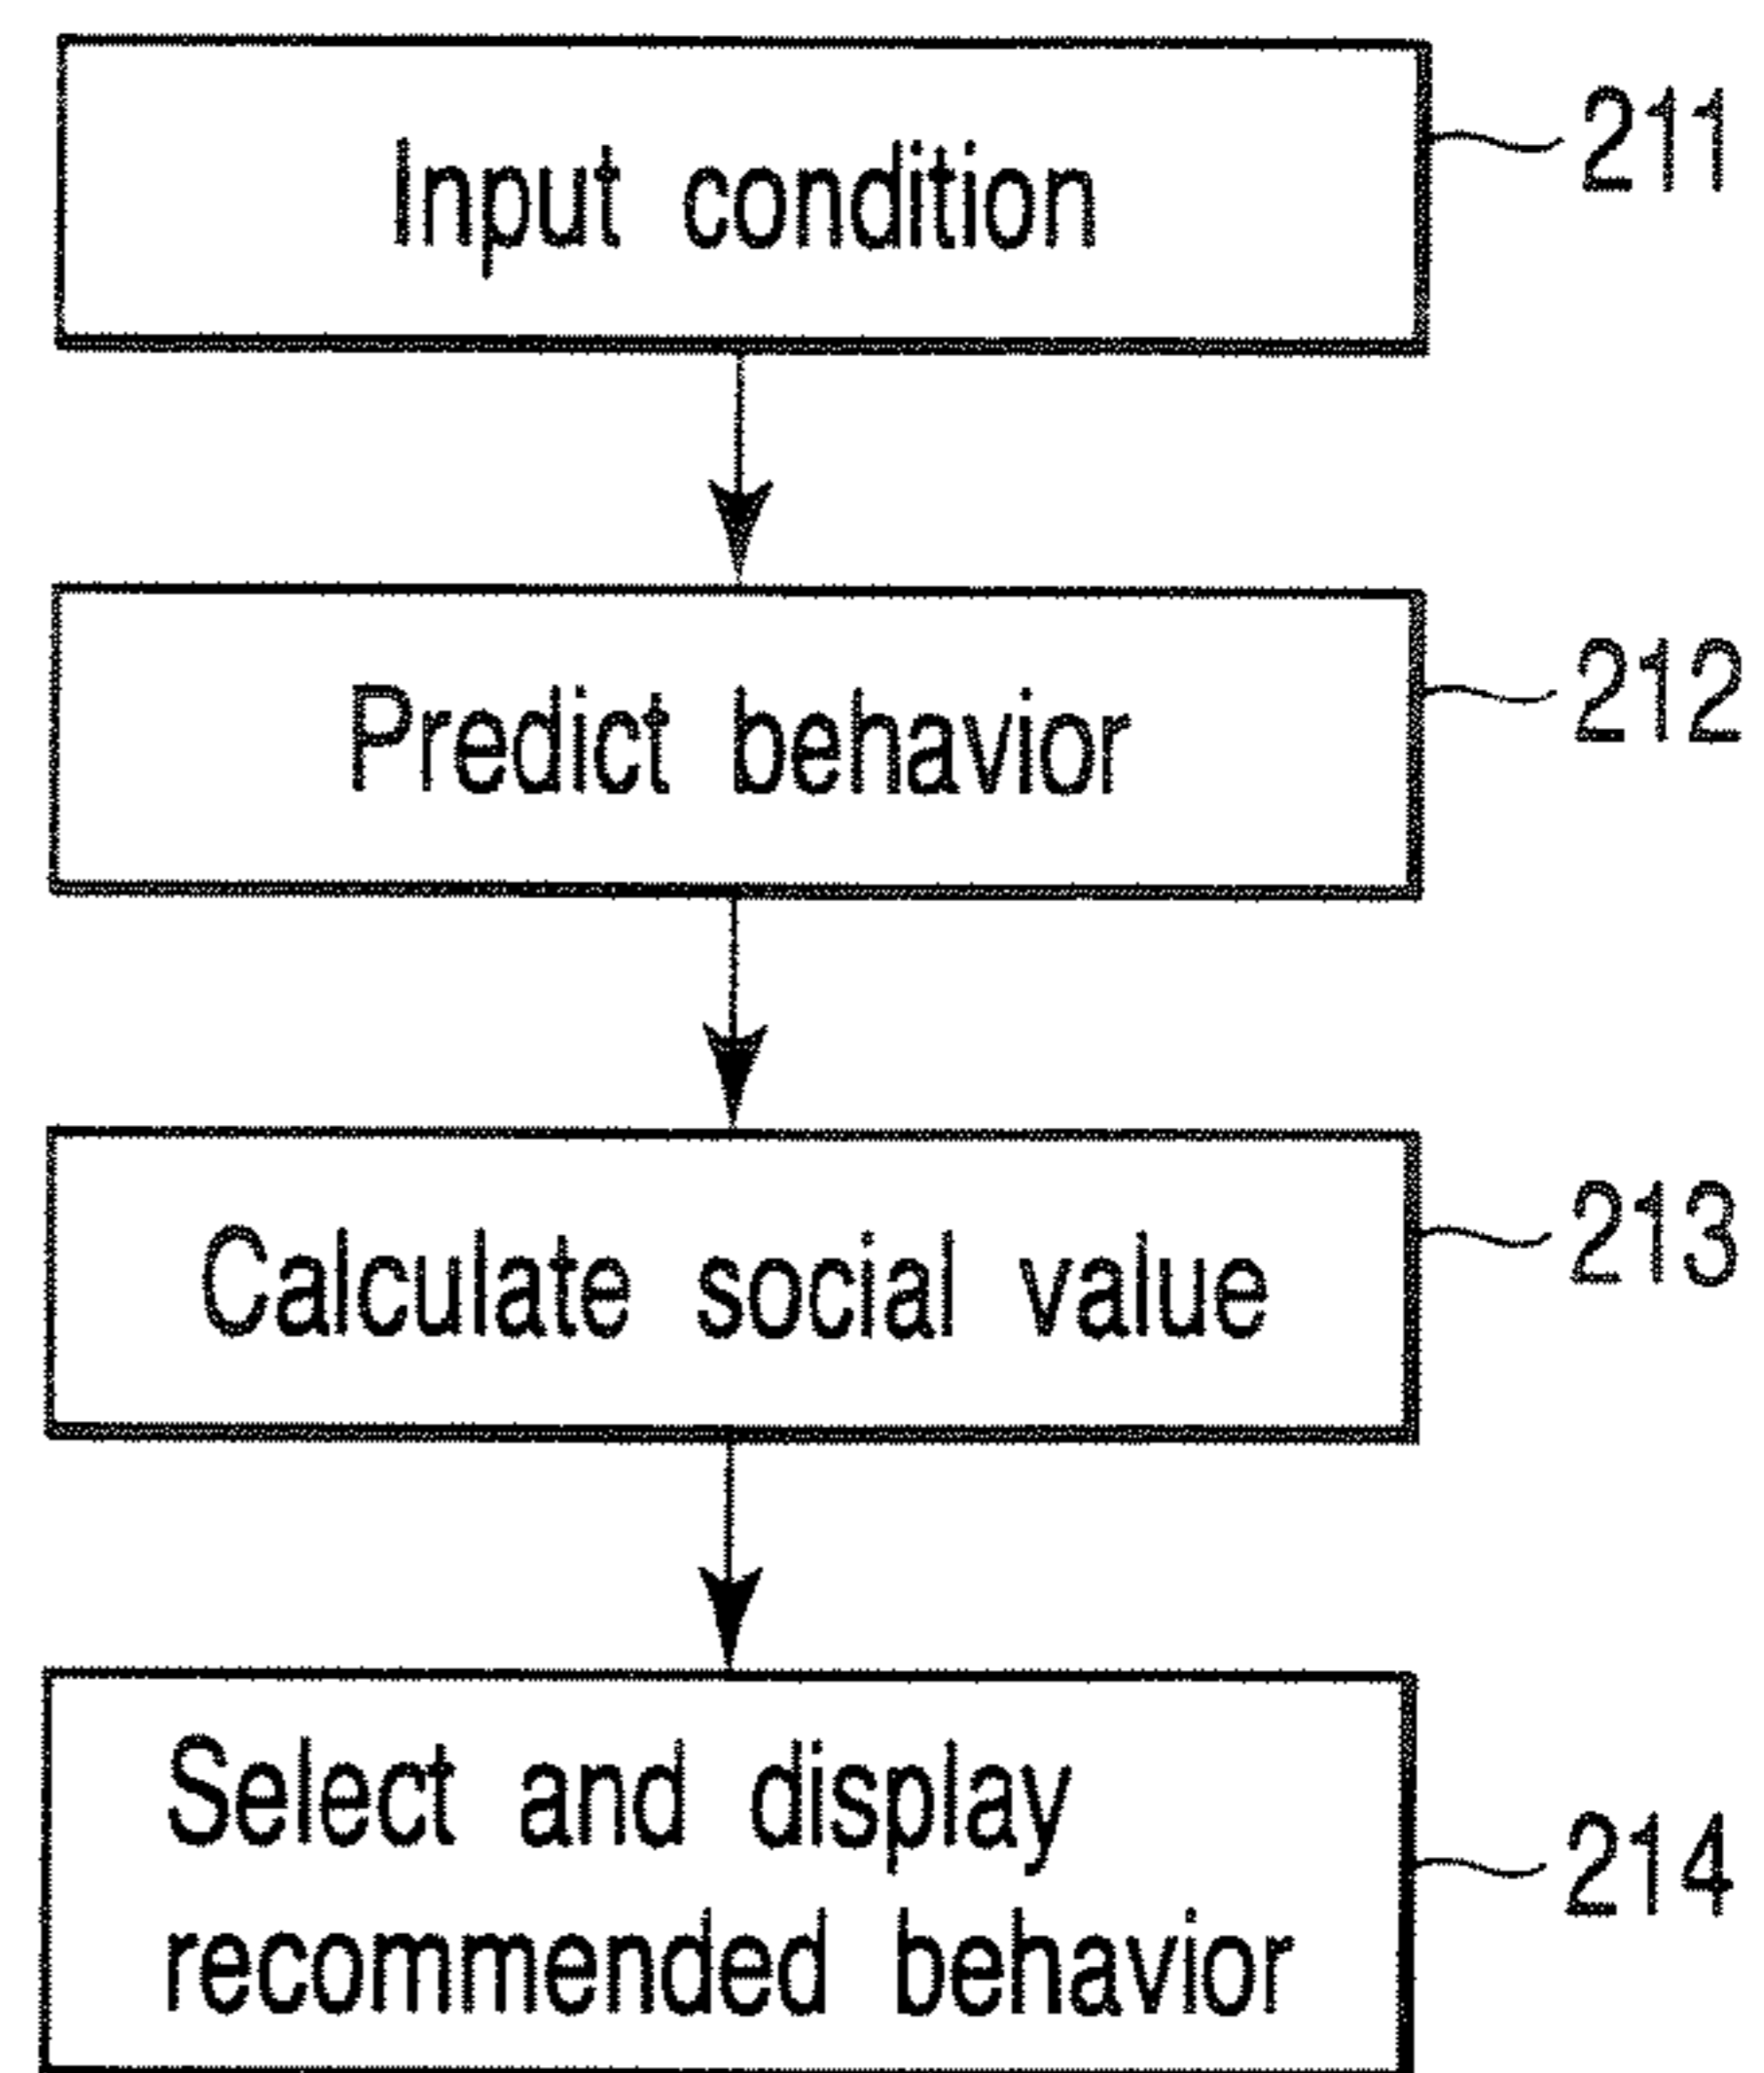 Input condition
211
Predict behavior
212
Calculate social value
213
Select and display
recommended behavior
214